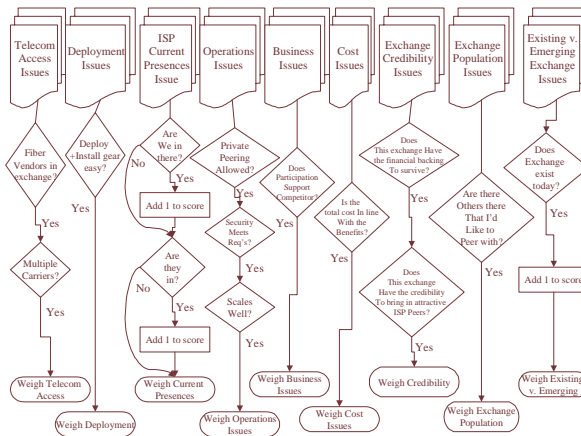 Telecom
Access
Issues
Fiber
Vendors in
exchange?
Yes
Multiple
Carriers?
Yes
Weigh Telecom
Access
Deployment
Issues
Deploy
+Install gear
easy?
Yes
Weigh Deployment
ISP
Current
Presences
Issue
Are
We in
there?
No
Yes
Add 1 to score
Are
they
in?
No
Yes
Add 1 to score
Weigh Current
Presences
Operations
Issues
Private
Peering
Allowed?
Yes
Security
Meets
Req's?
Yes
Scales
Well?
Yes
Weigh Operations
Issues
Business
Issues
Does
Participation
Support
Competitor?
Yes
Weigh Business
Issues
Cost
Issues
Is the
total cost In line
With the
Benefits?
Yes
Weigh Cost
Issues
Exchange
Credibility
Issues
Does
This exchange Have
the financial backing
To survive?
Yes
Does
This exchange
Have the credibility
To bring in attractive
ISP Peers?
Yes
Weigh Credibility
Exchange
Population
Issues
Are there
Others there
That I'd
Like to
Peer with?
Yes
Weigh Exchange
Population
Existing v.
Emerging
Exchange
Issues
Does
Exchange
exist
today?
Yes
Add 1 to score
Weigh Existing
v. Emerging